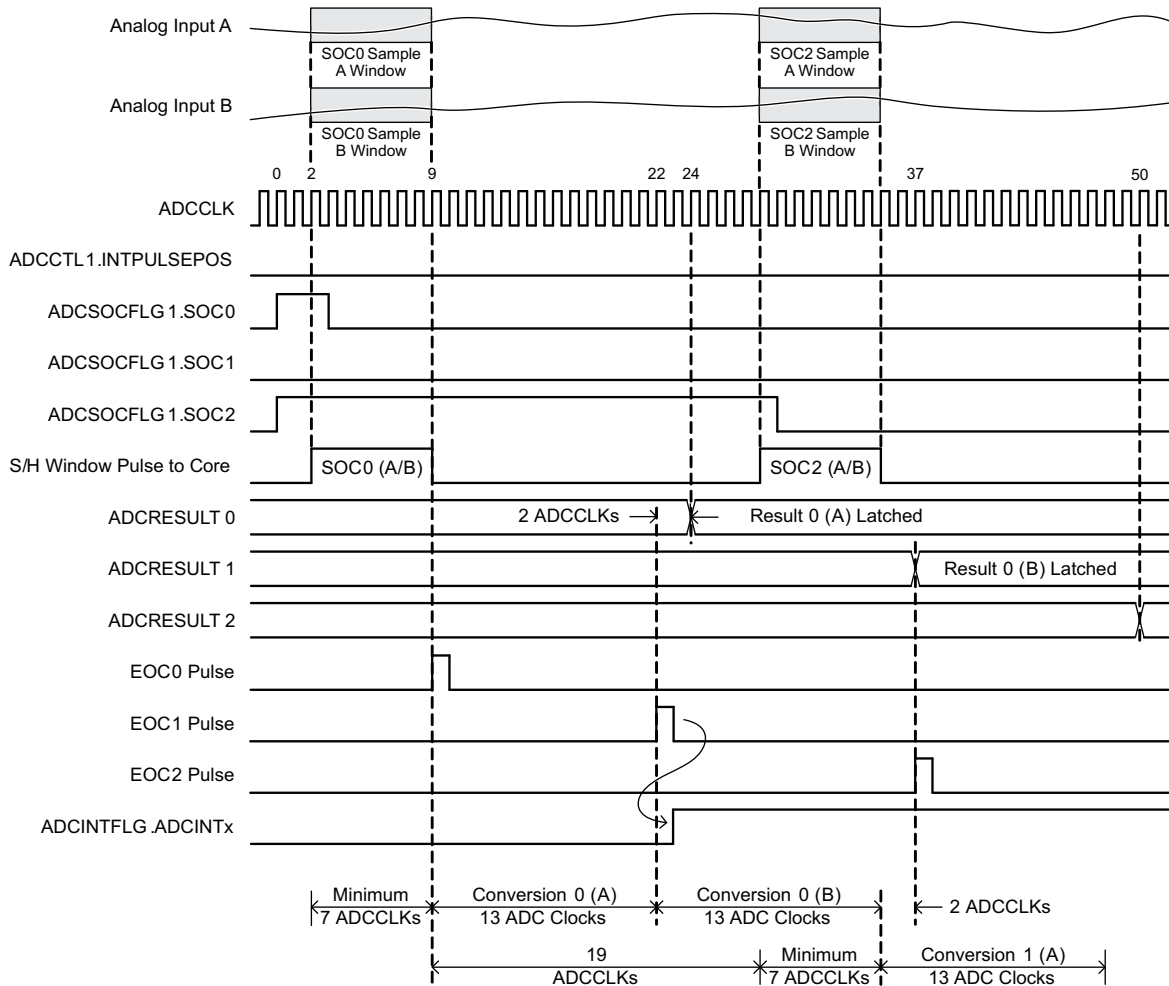 Analog Input A
SOC0 Sample
A Window
SOC2 Sample
A Window
Analog Input B
SOC0 Sample
B Window
SOC2 Sample
B Window
0 2 9 22 24 37 50
ADCCLK
ADCCTL1.INTPULSEPOS
ADCSOCFLG1.SOC0
ADCSOCFLG1.SOC1
ADCSOCFLG1.SOC2
S/H Window Pulse to Core
SOC0 (A/B)
SOC2 (A/B)
ADCRESULT 0
2 ADCCLKs
Result 0 (A) Latched
ADCRESULT 1
Result 0 (B) Latched
ADCRESULT 2
EOC0 Pulse
EOC1 Pulse
EOC2 Pulse
ADCINTFLG.ADCINTx
Minimum
7 ADCCLKs
Conversion 0 (A)
13 ADC Clocks
Conversion 0 (B)
13 ADC Clocks
2 ADCCLKs
19
ADCCLKs
Minimum
7 ADCCLKs
Conversion 1 (A)
13 ADC Clocks